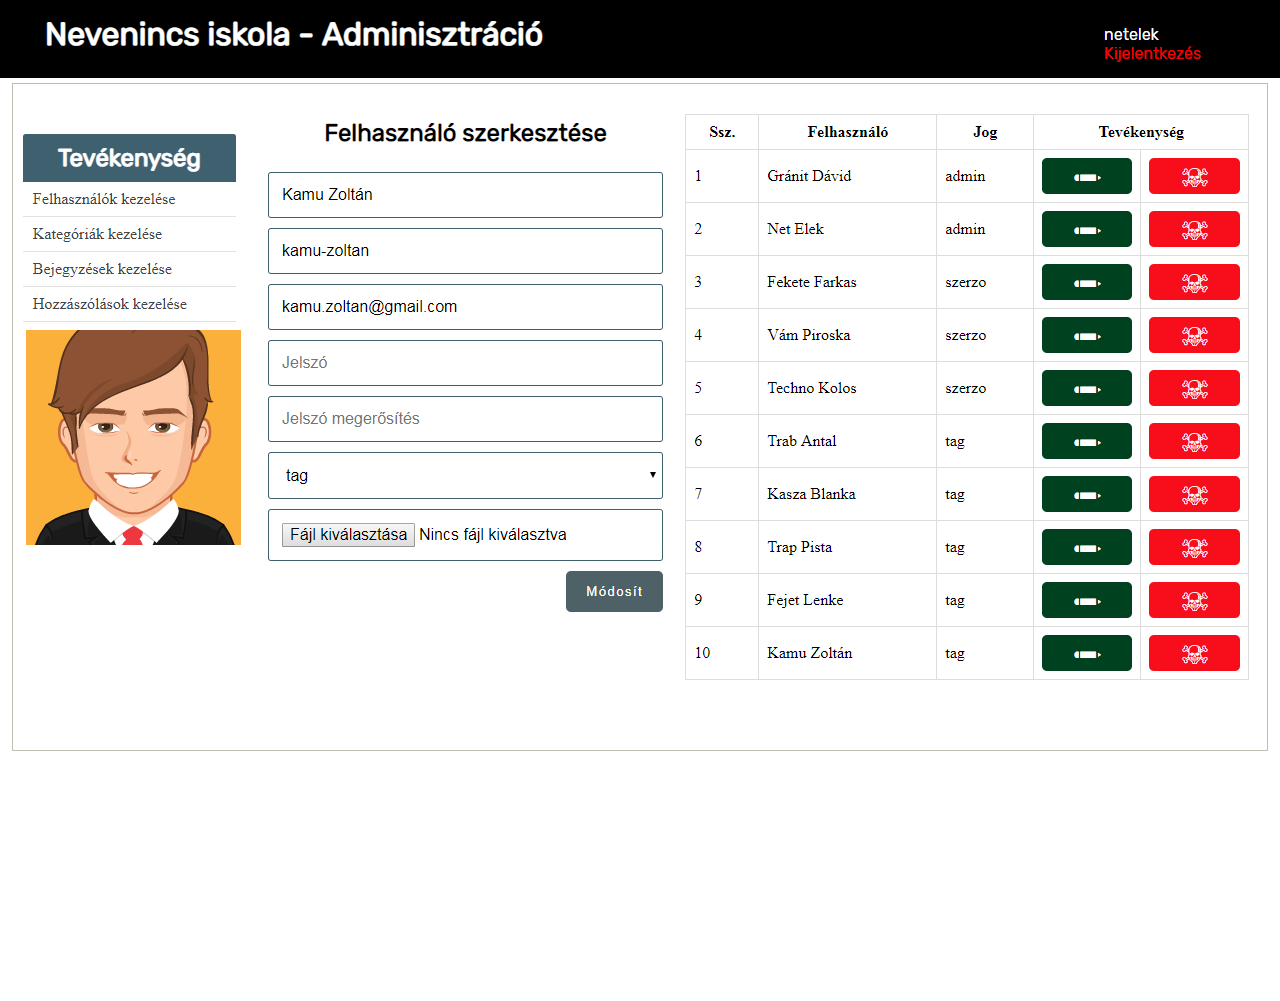 Nevenincs iskola - Adminisztráció
netelek
Kijelentkezés
Tevékenység
Felhasználók kezelése
Kategóriák kezelése
Bejegyzések kezelése
Hozzászólások kezelése
Felhasználó szerkesztése
Kamu Zoltán
kamu-zoltan
kamu.zoltan@gmail.com
Jelszó
Jelszó megerősítés
tag
Fájl kiválasztása Nincs fájl kiválasztva
Módosít
Ssz. Felhasználó Jog Tevékenység
1 Gránit Dávid admin
2 Net Elek admin
3 Fekete Farkas szerzo
4 Vám Piroska szerzo
5 Techno Kolos szerzo
6 Trab Antal tag
7 Kasza Blanka tag
8 Trap Pista tag
9 Fejet Lenke tag
10 Kamu Zoltán tag